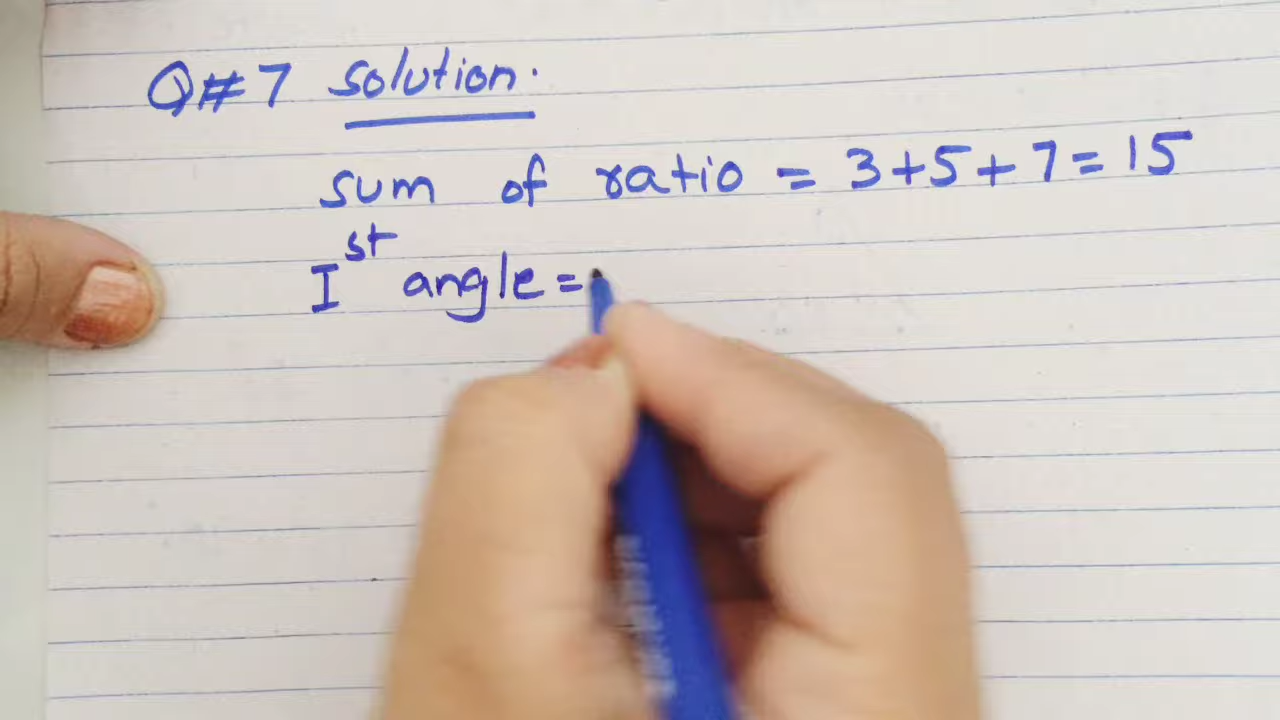 Q#7 Solution.
sum of ratio = 3+5+7=15
Ist angle =